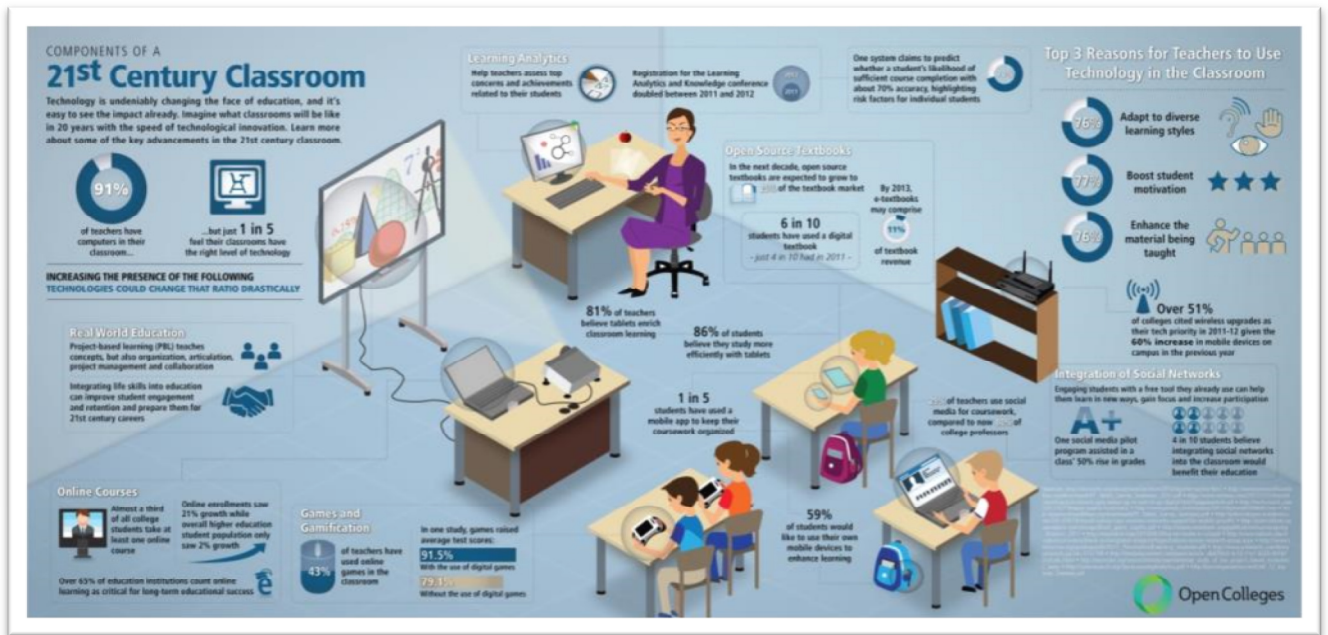 COMPONENTS OF A
21st Century Classroom
Technology is undeniably changing the face of education, and it's
easy to see the impact already. Imagine what classrooms will be like
in 20 years with the speed of technological innovation. Learn more
about some of the key advancements in the 21st century classroom.
91%
of teachers have
computers in their
classroom...
...but just 1 in 5
feel their classrooms have
the right level of technology
INCREASING THE PRESENCE OF THE FOLLOWING
TECHNOLOGIES COULD CHANGE THAT RATIO DRASTICALLY
Real World Education
Project-based learning (PBL) teaches
concepts, but also organization, articulation,
project management and collaboration
Integrating life skills into education
can improve student engagement
and retention and prepare them for
21st century careers
Online Courses
Almost a third
of all college
students take at
least one online
course
Online enrollments saw
21% growth while
overall higher education
student population only
saw 2% growth
Over 65% of education institutions count online
learning as critical for long-term educational success
Games and
Gamification
43%
of teachers have
used online
games in the
classroom
In one study, games raised
average test scores:
91.5%
With the use of digital games
79.1%
Without the use of digital games
Learning Analytics
Help teachers assess top
concerns and achievements
related to their students
Registration for the Learning
Analytics and Knowledge conference
doubled between 2011 and 2012
One system claims to predict
whether a student's likelihood of
sufficient course completion with
about 70% accuracy, highlighting
risk factors for individual students
Open Source Textbooks
In the next decade, open source
textbooks are expected to grow to
of the textbook market
6 in 10
students have used a digital
textbook
- just 4 in 10 had in 2011 -
By 2013,
e-textbooks
may comprise
11%
of textbook
revenue
81% of teachers
believe tablets enrich
classroom learning
86% of students
believe they study more
efficiently with tablets
1 in 5
students have used a
mobile app to keep their
coursework organized
59%
of students would
like to use their own
mobile devices to
enhance learning
Top 3 Reasons for Teachers to Use
Technology in the Classroom
76%
Adapt to diverse
learning styles
77%
Boost student
motivation
76%
Enhance the
material being
taught
Over 51%
of colleges cited wireless upgrades as
their tech priority in 2011-12 given the
60% increase in mobile devices on
campus in the previous year
Integration of Social Networks
Engaging students with a free tool they already use can help
them learn in new ways, gain focus and increase participation
of teachers use social
media for coursework,
compared to now of
college professors
A+
One social media pilot
program assisted in a
class' 50% rise in grades
4 in 10 students believe
integrating social networks
into the classroom would
benefit their education
Open Colleges